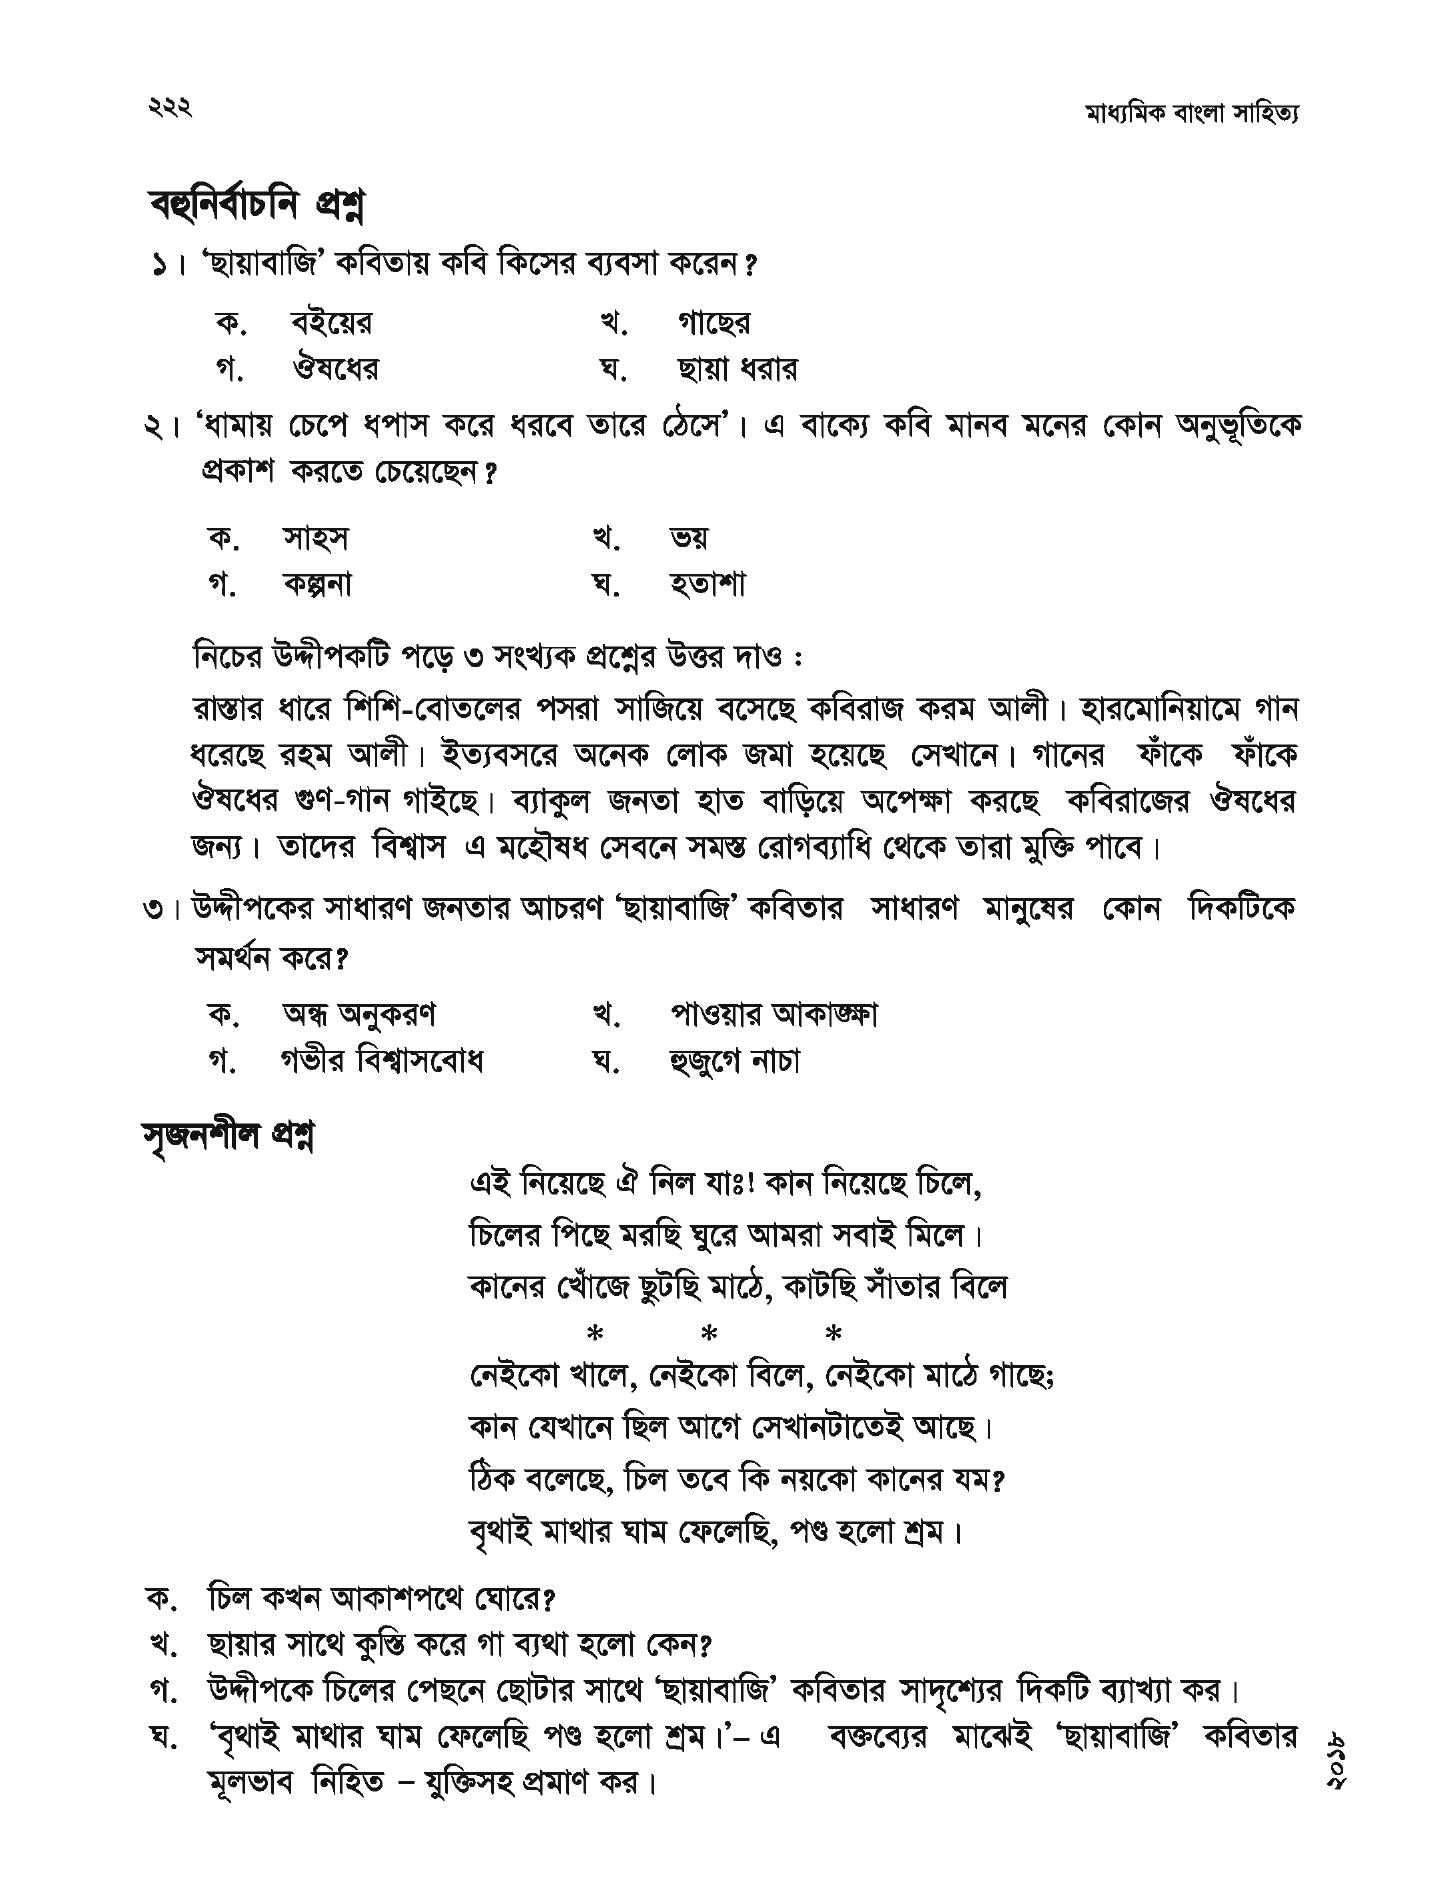 ২২২
মাধ্যমিক বাংলা সাহিত্য
বহুনির্বাচনি প্রশ্ন
১। ‘ছায়াবাজি’ কবিতায় কবি কিসের ব্যবসা করেন?
ক. বইয়ের খ. গাছের
গ. ঔষধের ঘ. ছায়া ধরার
২। ‘ধামায় চেপে ধপাস করে ধরবে তারে ঠেসে’। এ বাক্যে কবি মানব মনের কোন অনুভূতিকে
প্রকাশ করতে চেয়েছেন?
ক. সাহস খ. ভয়
গ. কল্পনা ঘ. হতাশা
নিচের উদ্দীপকটি পড়ে ৩ সংখ্যক প্রশ্নের উত্তর দাও :
রাস্তার ধারে শিশি-বোতলের পসরা সাজিয়ে বসেছে কবিরাজ করম আলী। হারমোনিয়ামে গান
ধরেছে রহম আলী। ইত্যবসরে অনেক লোক জমা হয়েছে সেখানে। গানের ফাঁকে ফাঁকে
ঔষধের গুণ-গান গাইছে। ব্যাকুল জনতা হাত বাড়িয়ে অপেক্ষা করছে কবিরাজের ঔষধের
জন্য। তাদের বিশ্বাস এ মহৌষধ সেবনে সমস্ত রোগব্যাধি থেকে তারা মুক্তি পাবে।
৩। উদ্দীপকের সাধারণ জনতার আচরণ ‘ছায়াবাজি’ কবিতার সাধারণ মানুষের কোন দিকটিকে
সমর্থন করে?
ক. অন্ধ অনুকরণ খ. পাওয়ার আকাঙ্ক্ষা
গ. গভীর বিশ্বাসবোধ ঘ. হুজুগে নাচা
সৃজনশীল প্রশ্ন
এই নিয়েছে ঐ নিল যাঃ! কান নিয়েছে চিলে,
চিলের পিছে মরছি ঘুরে আমরা সবাই মিলে।
কানের খোঁজে ছুটছি মাঠে, কাটছি সাঁতার বিলে
* * *
নেইকো খালে, নেইকো বিলে, নেইকো মাঠে গাছে;
কান যেখানে ছিল আগে সেখানটাতেই আছে।
ঠিক বলেছে, চিল তবে কি নয়কো কানের যম?
বৃথাই মাথার ঘাম ফেলেছি, পণ্ড হলো শ্রম।
ক. চিল কখন আকাশপথে ঘোরে?
খ. ছায়ার সাথে কুস্তি করে গা ব্যথা হলো কেন?
গ. উদ্দীপকে চিলের পেছনে ছোটার সাথে ‘ছায়াবাজি’ কবিতার সাদৃশ্যের দিকটি ব্যাখ্যা কর।
ঘ. ‘বৃথাই মাথার ঘাম ফেলেছি পণ্ড হলো শ্রম।’– এ বক্তব্যের মাঝেই ‘ছায়াবাজি’ কবিতার
মূলভাব নিহিত – যুক্তিসহ প্রমাণ কর।
২০১৮